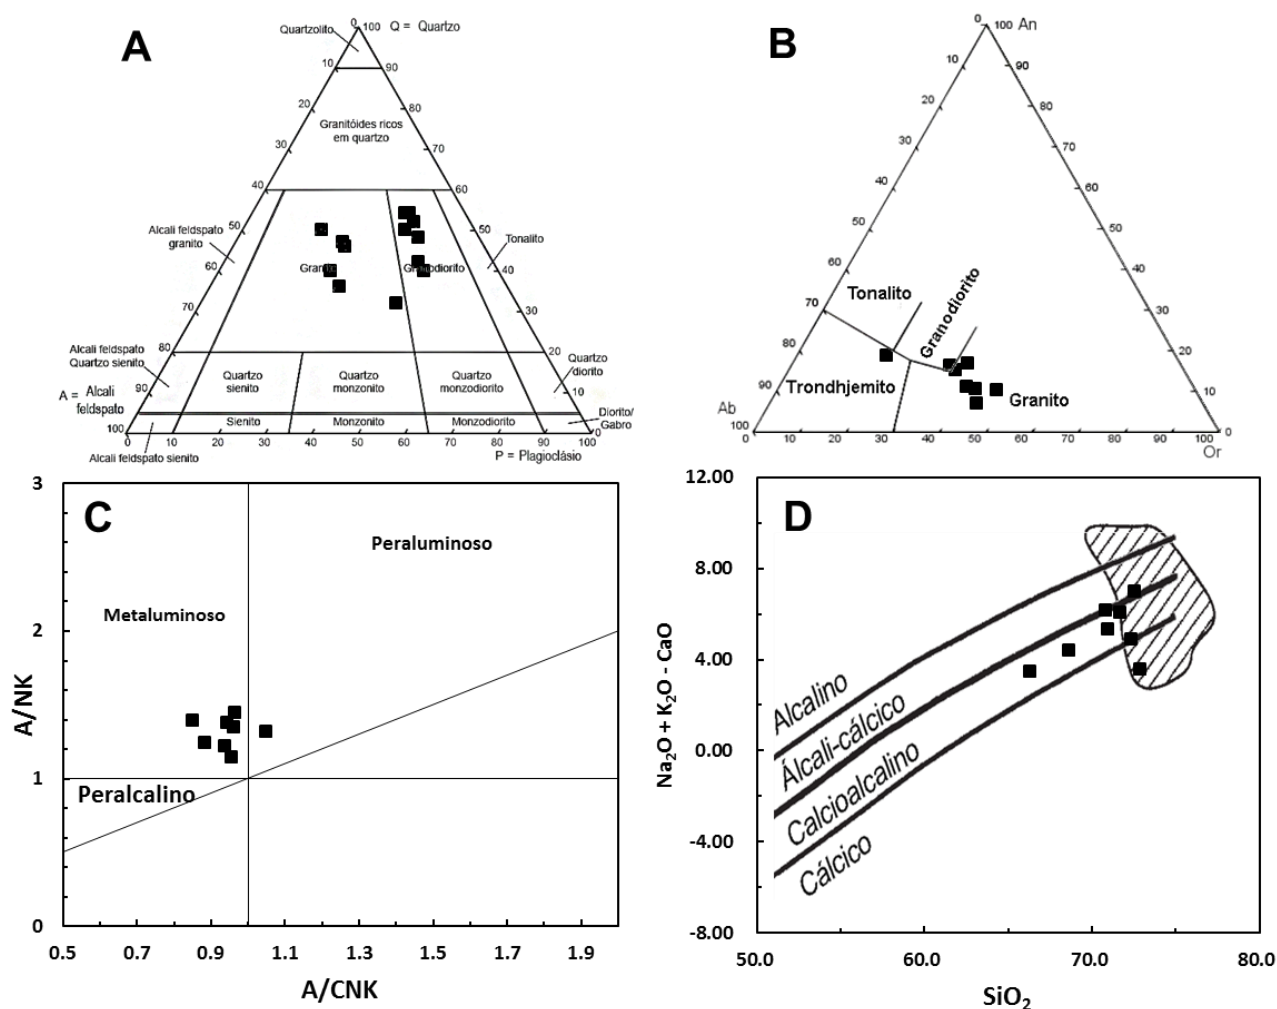 A
0
100
Q = Quartzo
Quartzolito
10
90
20
80
Granitóides ricos
em quartzo
30
70
40
60
50
50
Alcali feldspato
granito
Tonalito
60
40
Granito
Granodiorito
70
30
Alcali feldspato
Quartzo sienito
80
20
Quartzo
sienito
Quartzo
monzonito
Quartzo
monzodiorito
Quartzo
diorito
90
10
A = Alcali
feldspato
Sienito
Monzonito
Monzodiorito
Diorito/
Gabro
100
0
0
10
20
30
40
50
60
70
80
90
100
Alcali feldspato sienito
P = Plagioclásio
B
0
100
An
10
90
20
80
30
70
40
60
50
50
60
40
Tonalito
Granodiorito
70
30
80
20
Trondhjemito
Granito
90
10
Ab
100
0
0
10
20
30
40
50
60
70
80
90
100
Or
C
3
2
1
0
A/NK
Peraluminoso
Metaluminoso
Peralcalino
0.5
0.7
0.9
1.1
1.3
1.5
1.7
1.9
A/CNK
D
12.00
8.00
4.00
0.00
-4.00
-8.00
Na₂O + K₂O - CaO
Alcalino
Álcali-cálcico
Calcioalcalino
Cálcico
50.0
60.0
70.0
80.0
SiO₂